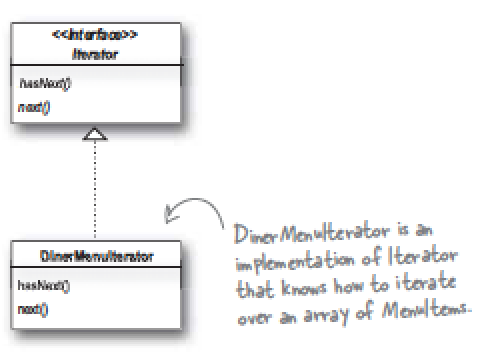 <<Interface>>
Iterator
hasNext()
next()
DinerMenuIterator
hasNext()
next()
DinerMenuIterator is an
implementation of Iterator
that knows how to iterate
over an array of MenuItems.